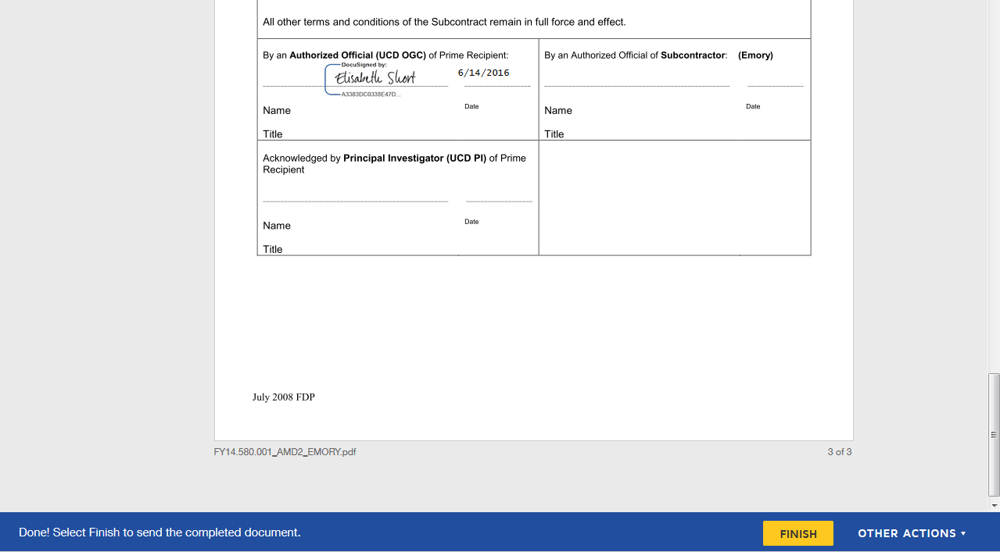 All other terms and conditions of the Subcontract remain in full force and effect.
By an Authorized Official (UCD OGC) of Prime Recipient:
DocuSigned by:
Elisabeth Short
6/14/2016
A3383DC0338E47D...
Date
Name
Title
By an Authorized Official of Subcontractor: (Emory)
Date
Name
Title
Acknowledged by Principal Investigator (UCD PI) of Prime
Recipient
Date
Name
Title
July 2008 FDP
FY14.580.001_AMD2_EMORY.pdf
3 of 3
Done! Select Finish to send the completed document.
FINISH
OTHER ACTIONS